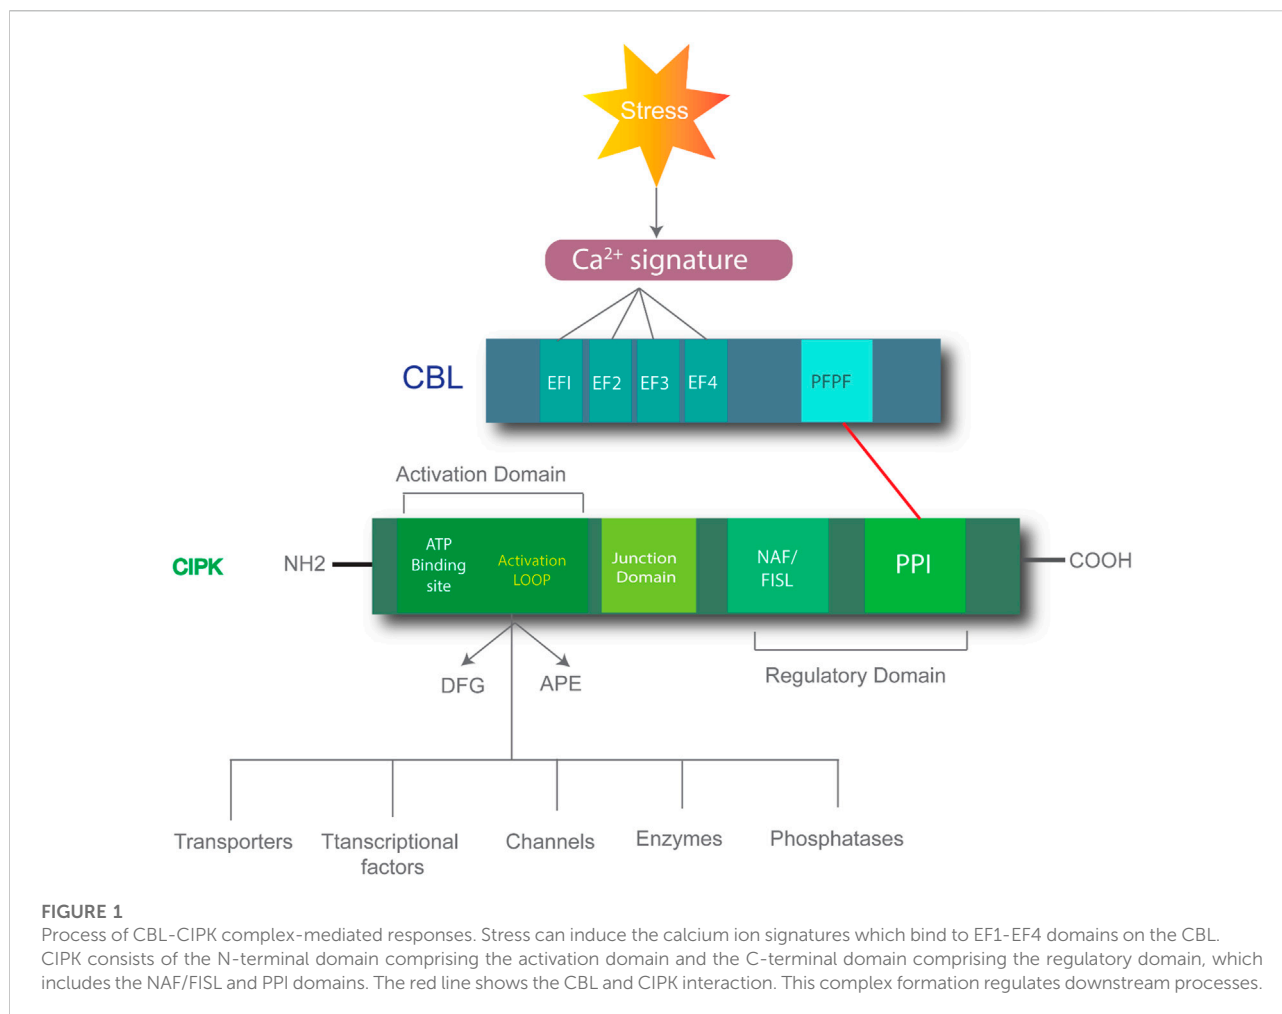 Stress
Ca²⁺ signature
CBL
EF1
EF2
EF3
EF4
PFPF
Activation Domain
CIPK
NH2
ATP
Binding
site
Activation
LOOP
Junction
Domain
NAF/
FISL
PPI
COOH
DFG
APE
Regulatory Domain
Transporters
Ttanscriptional
factors
Channels
Enzymes
Phosphatases
FIGURE 1
Process of CBL-CIPK complex-mediated responses. Stress can induce the calcium ion signatures which bind to EF1-EF4 domains on the CBL.
CIPK consists of the N-terminal domain comprising the activation domain and the C-terminal domain comprising the regulatory domain, which
includes the NAF/FISL and PPI domains. The red line shows the CBL and CIPK interaction. This complex formation regulates downstream processes.